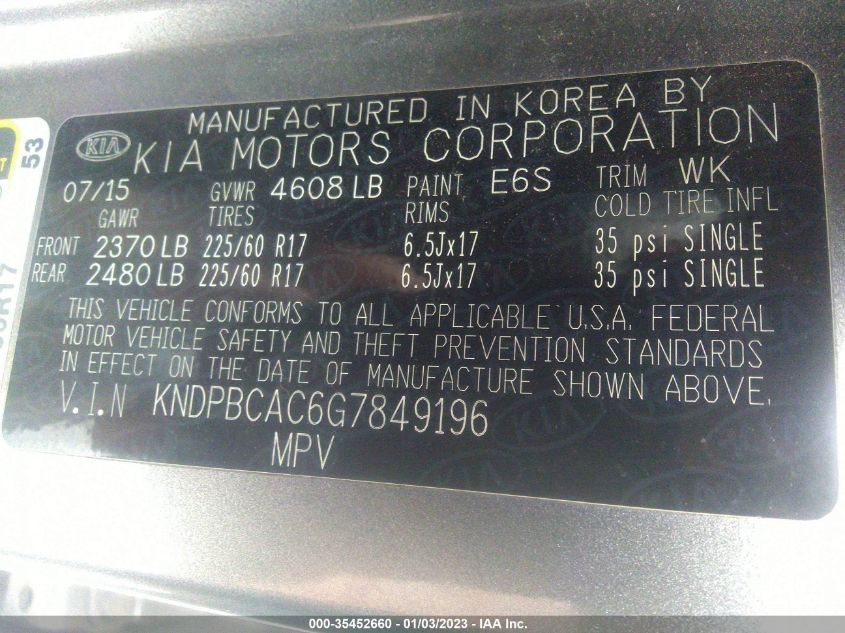 MANUFACTURED IN KOREA BY
KIA KIA MOTORS CORPORATION
07/15 GVWR 4608 LB PAINT E6S TRIM WK
GAWR TIRES RIMS COLD TIRE INFL
FRONT 2370 LB 225/60 R17 6.5Jx17 35 psi SINGLE
REAR 2480 LB 225/60 R17 6.5Jx17 35 psi SINGLE
THIS VEHICLE CONFORMS TO ALL APPLICABLE U.S.A. FEDERAL
MOTOR VEHICLE SAFETY AND THEFT PREVENTION STANDARDS
IN EFFECT ON THE DATE OF MANUFACTURE SHOWN ABOVE.
V.I.N KNDPBCAC6G7849196
MPV
53
000-35452660 - 01/03/2023 - IAA Inc.